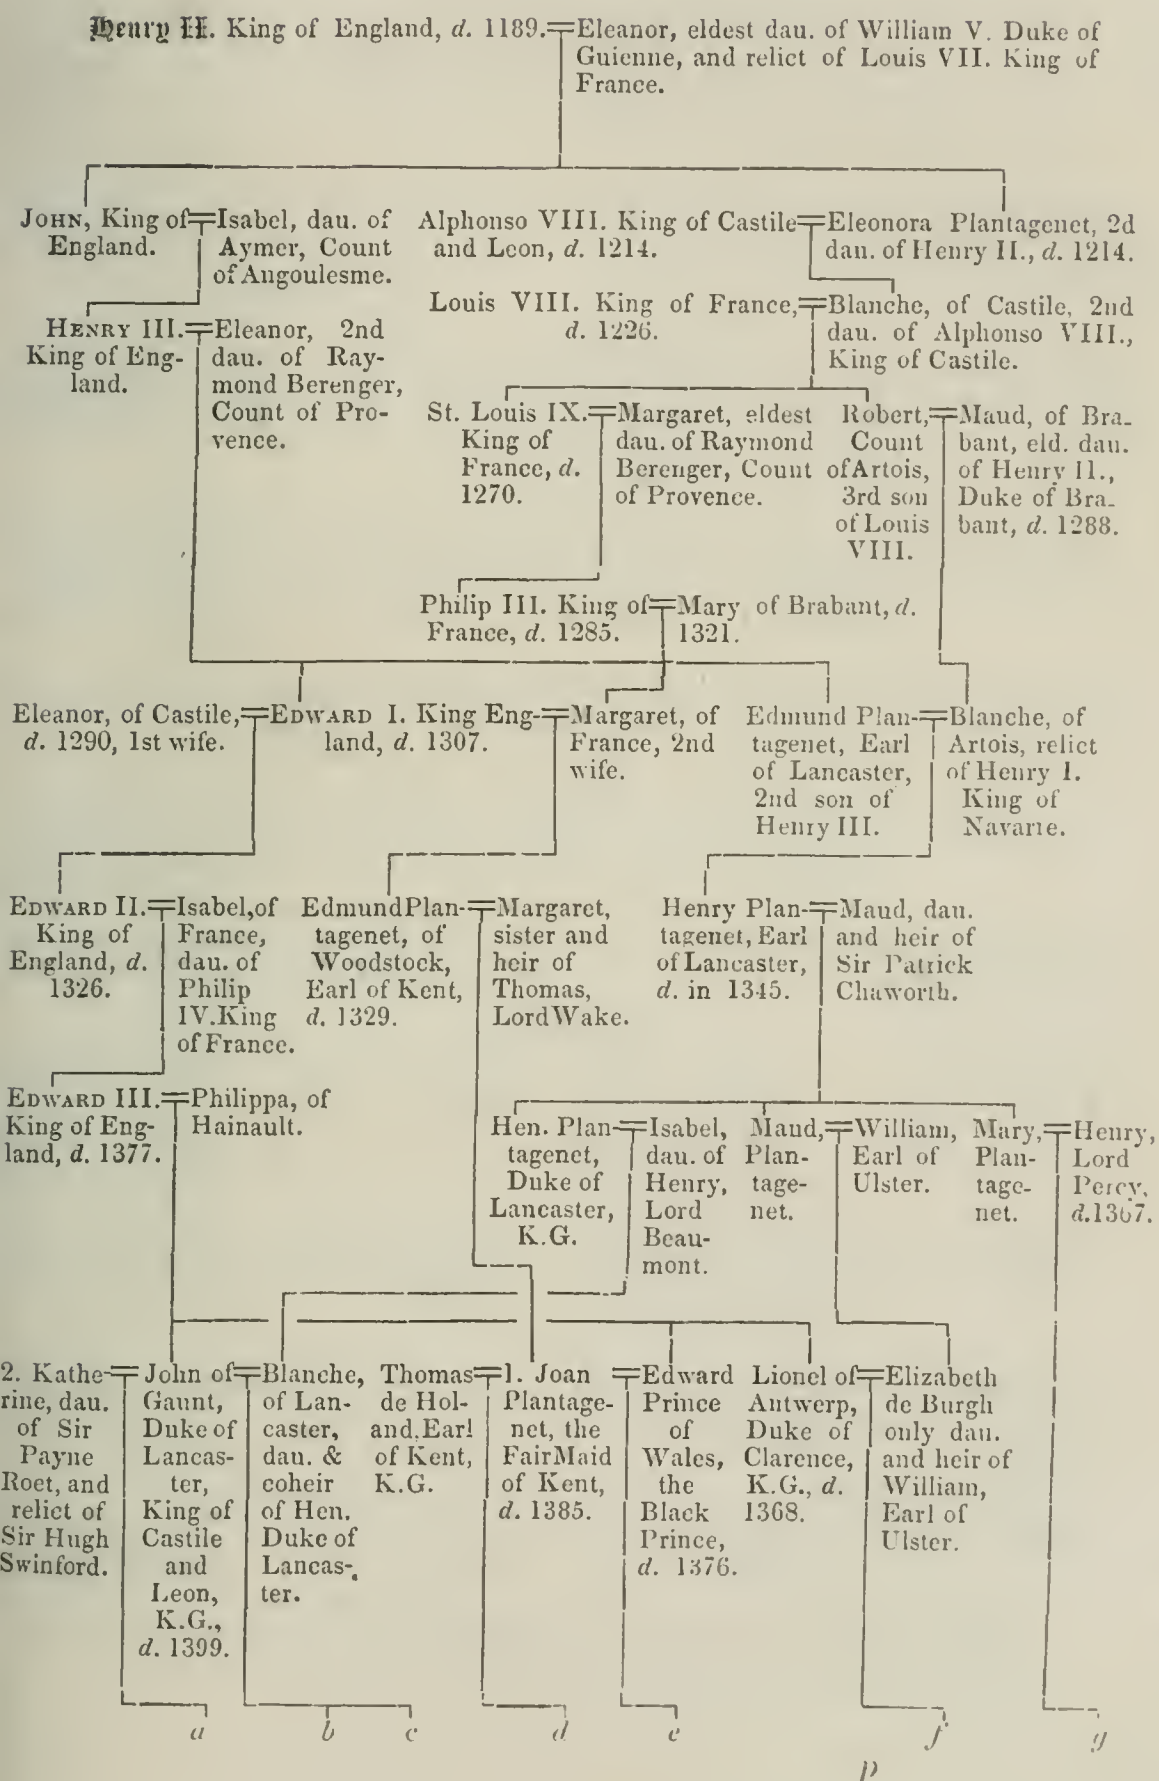 Henry II. King of England, d. 1189.=Eleanor, eldest dau. of William V. Duke of
Guienne, and relict of Louis VII. King of
France.
JOHN, King of
England.
Isabel, dau. of
Aymer, Count
of Angoulesme.
Alphonso VIII. King of Castile
and Leon, d. 1214.
Eleonora Plantagenet, 2d
dau. of Henry II., d. 1214.
HENRY III.
King of Eng-
land.
Eleanor, 2nd
dau. of Ray-
mond Berenger,
Count of Pro-
vence.
Louis VIII. King of France,
d. 1226.
Blanche, of Castile, 2nd
dau. of Alphonso VIII.,
King of Castile.
St. Louis IX.
King of
France, d.
1270.
Margaret, eldest
dau. of Raymond
Berenger, Count
of Provence.
Robert,
Count
of Artois,
3rd son
of Louis
VIII.
Maud, of Bra-
bant, eld. dau.
of Henry II.,
Duke of Bra-
bant, d. 1288.
Philip III. King of
France, d. 1285.
Mary of Brabant, d.
1321.
Eleanor, of Castile,
d. 1290, 1st wife.
EDWARD I. King Eng-
land, d. 1307.
Margaret, of
France, 2nd
wife.
Edmund Plan-
tagenet, Earl
of Lancaster,
2nd son of
Henry III.
Blanche, of
Artois, relict
of Henry I.
King of
Navarre.
EDWARD II.
King of
England, d.
1326.
Isabel, of
France,
dau. of
Philip
IV. King
of France.
Edmund Plan-
tagenet, of
Woodstock,
Earl of Kent,
d. 1329.
Margaret,
sister and
heir of
Thomas,
Lord Wake.
Henry Plan-
tagenet, Earl
of Lancaster,
d. in 1345.
Maud, dau.
and heir of
Sir Patrick
Chaworth.
EDWARD III.
King of Eng-
land, d. 1377.
Philippa, of
Hainault.
Hen. Plan-
tagenet,
Duke of
Lancaster,
K.G.
Isabel,
dau. of
Henry,
Lord
Beau-
mont.
Maud,
Plan-
tage-
net.
William,
Earl of
Ulster.
Mary,
Plan-
tage-
net.
Henry,
Lord
Percy,
d. 1367.
2. Kathe-
rine, dau.
of Sir
Payne
Roet, and
relict of
Sir Hugh
Swinford.
John of
Gaunt,
Duke of
Lancas-
ter,
King of
Castile
and
Leon,
K.G.,
d. 1399.
Blanche,
of Lan-
caster,
dau. &
coheir
of Hen.
Duke of
Lancas-
ter.
Thomas
de Hol-
and, Earl
of Kent,
K.G.
1. Joan
Plantage-
net, the
Fair Maid
of Kent,
d. 1385.
Edward
Prince
of
Wales,
the
Black
Prince,
d. 1376.
Lionel of
Antwerp,
Duke of
Clarence,
K.G., d.
1368.
Elizabeth
de Burgh
only dau.
and heir of
William,
Earl of
Ulster.
a b c d e f g
p